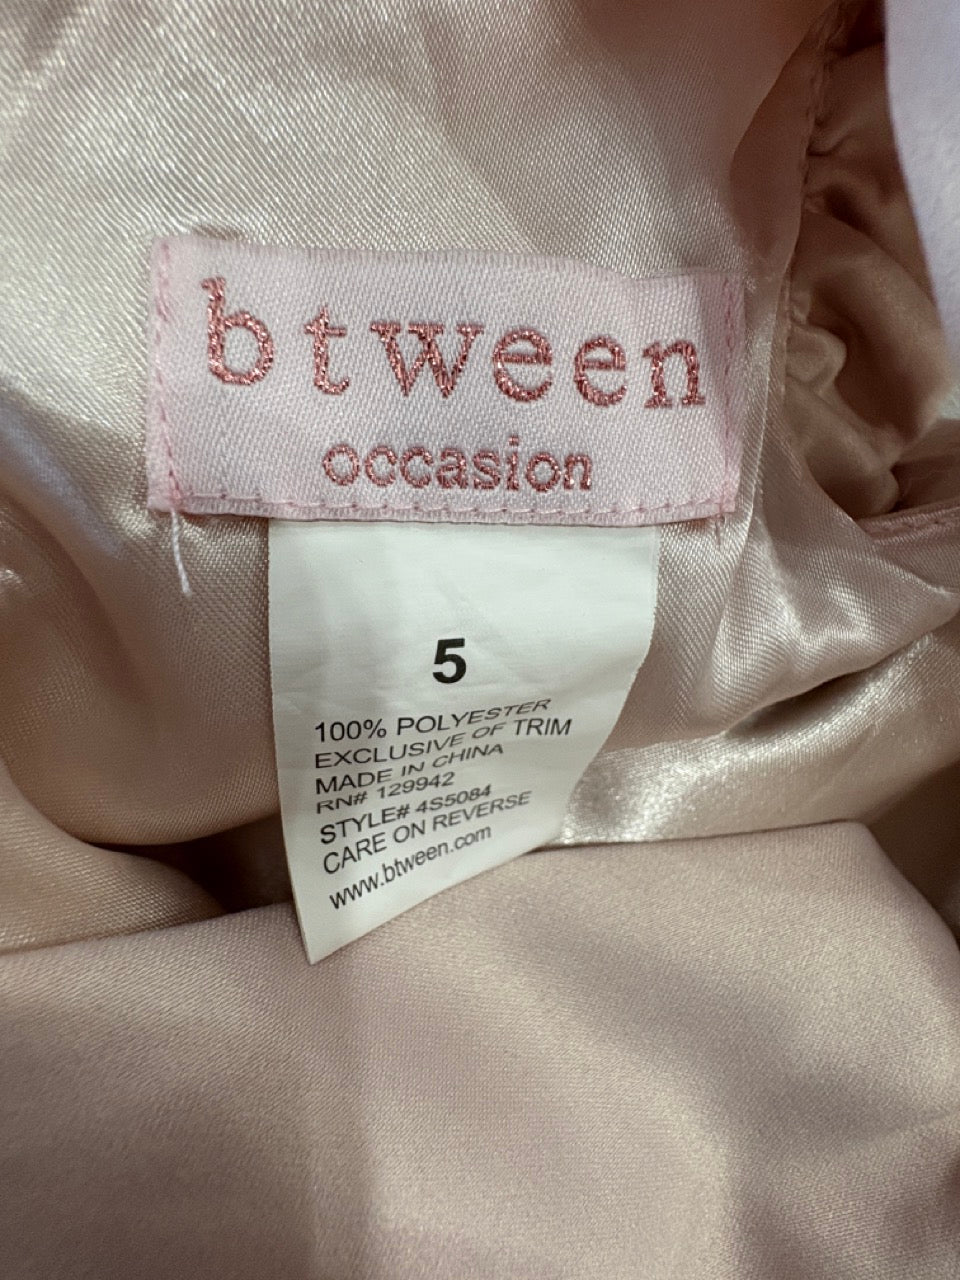 btween
occasion
5
100% POLYESTER
EXCLUSIVE OF TRIM
MADE IN CHINA
RN# 129942
STYLE# 4S5084
CARE ON REVERSE
www.btween.com